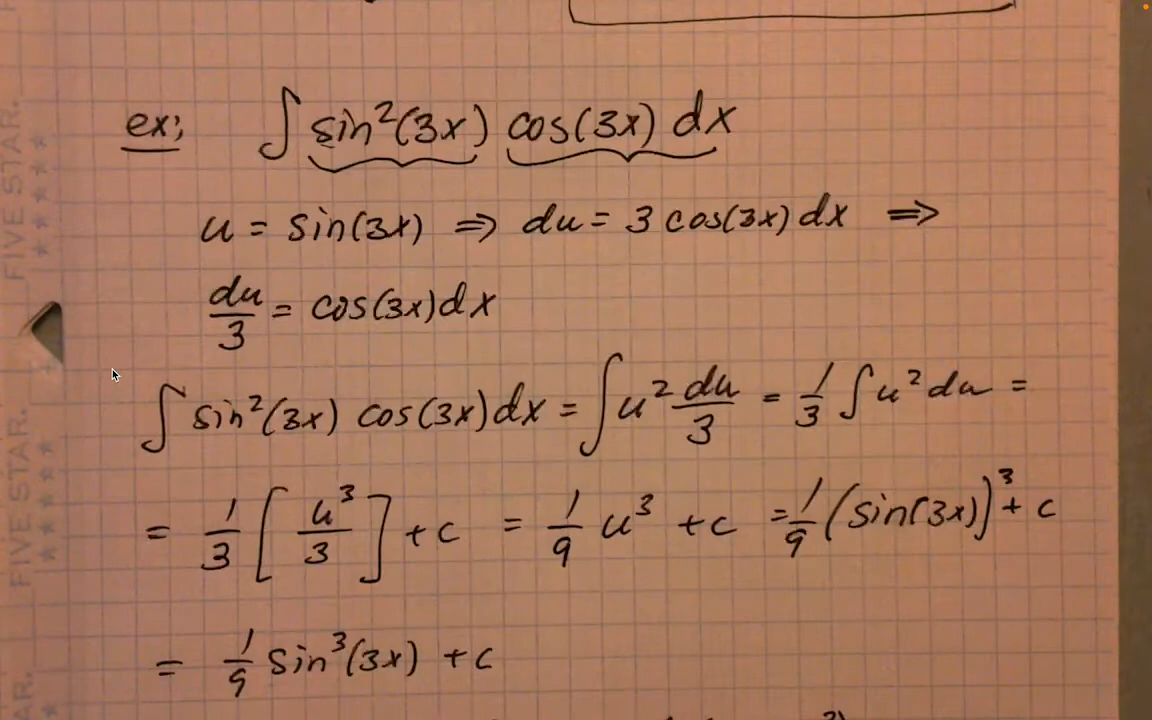 ex: ∫ sin²(3x) cos(3x) dx
u = sin(3x) ⇒ du = 3 cos(3x) dx ⇒
du/3 = cos(3x) dx
∫ sin²(3x) cos(3x) dx = ∫ u² du/3 = 1/3 ∫ u² du =
= 1/3 [u³/3] + c = 1/9 u³ + c = 1/9 (sin(3x))³ + c
= 1/9 sin³(3x) + c
FIVE STAR.
FIVE STAR.